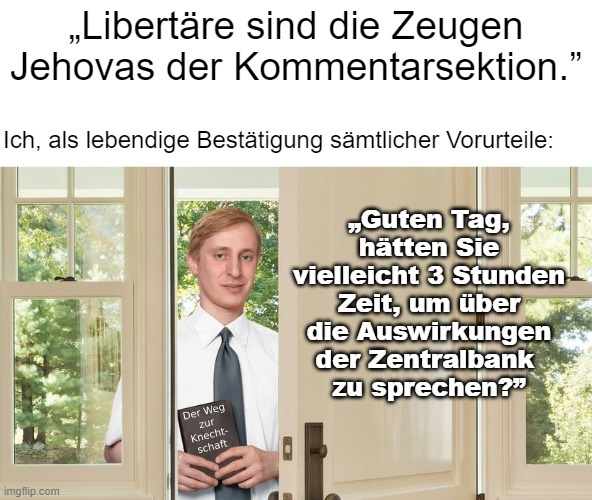 „Libertäre sind die Zeugen
Jehovas der Kommentarsektion.”
Ich, als lebendige Bestätigung sämtlicher Vorurteile:
„Guten Tag,
hätten Sie
vielleicht 3 Stunden
Zeit, um über
die Auswirkungen
der Zentralbank
zu sprechen?”
Der Weg
zur
Knecht-
schaft
imgflip.com